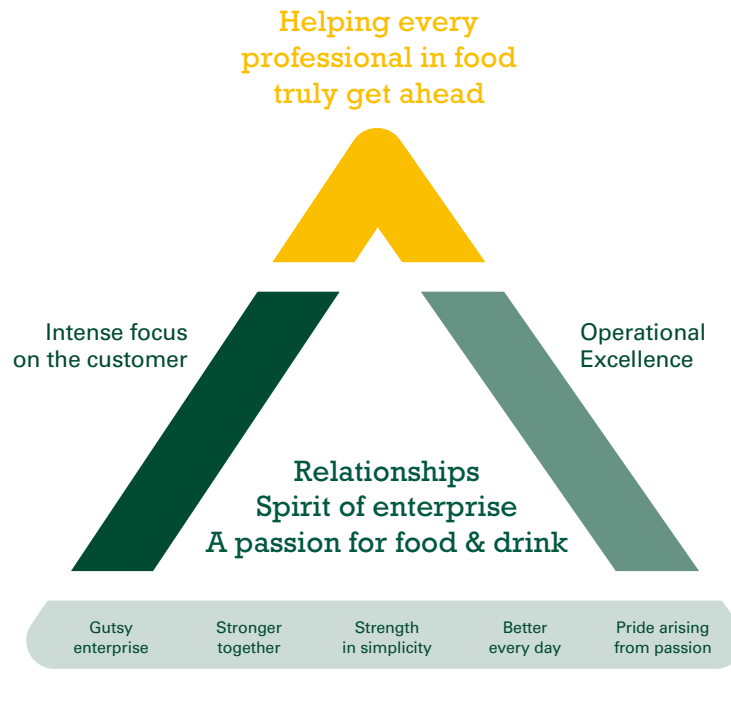 Helping every
professional in food
truly get ahead
Intense focus
on the customer
Operational
Excellence
Relationships
Spirit of enterprise
A passion for food & drink
Gutsy
enterprise
Stronger
together
Strength
in simplicity
Better
every day
Pride arising
from passion